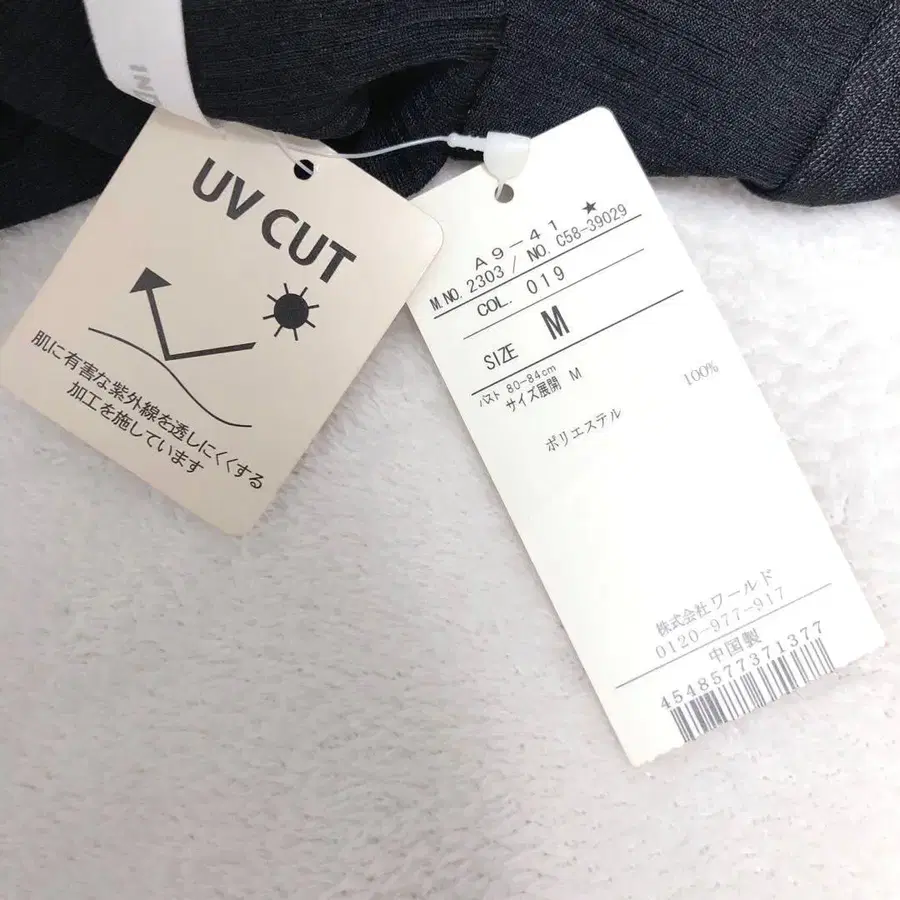 UV CUT
肌に有害な紫外線を透しにくくする
加工を施しています
A9-41 ★
M.NO. 2303 / NO. C58-39029
COL. 019
SIZE M
バスト 80-84cm
サイズ展開 M
ポリエステル 100%
株式会社ワールド
0120-977-917
中国製
4548577371377